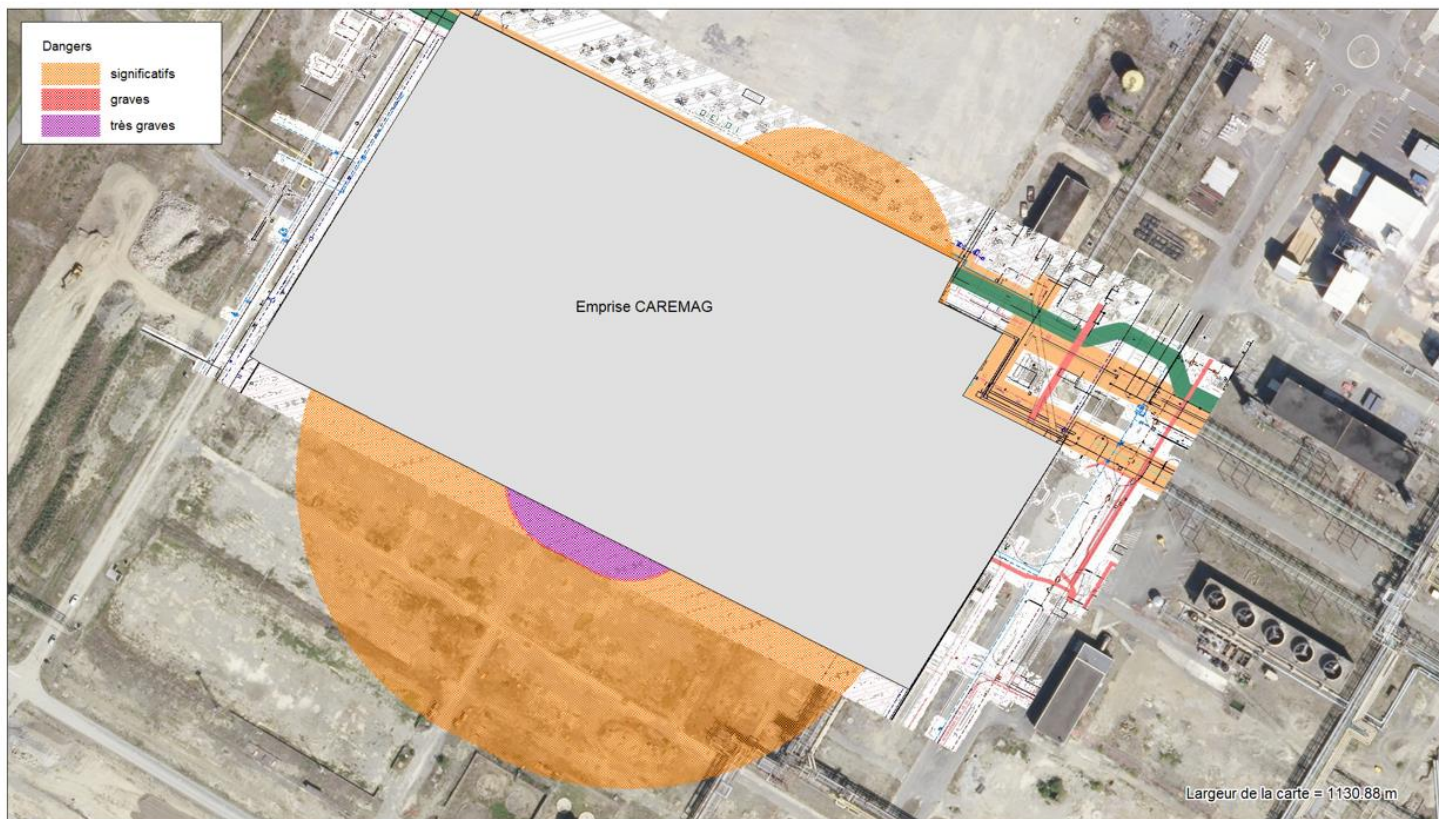 Dangers
significatifs
graves
très graves
Emprise CAREMAG
Largeur de la carte = 1130.88 m